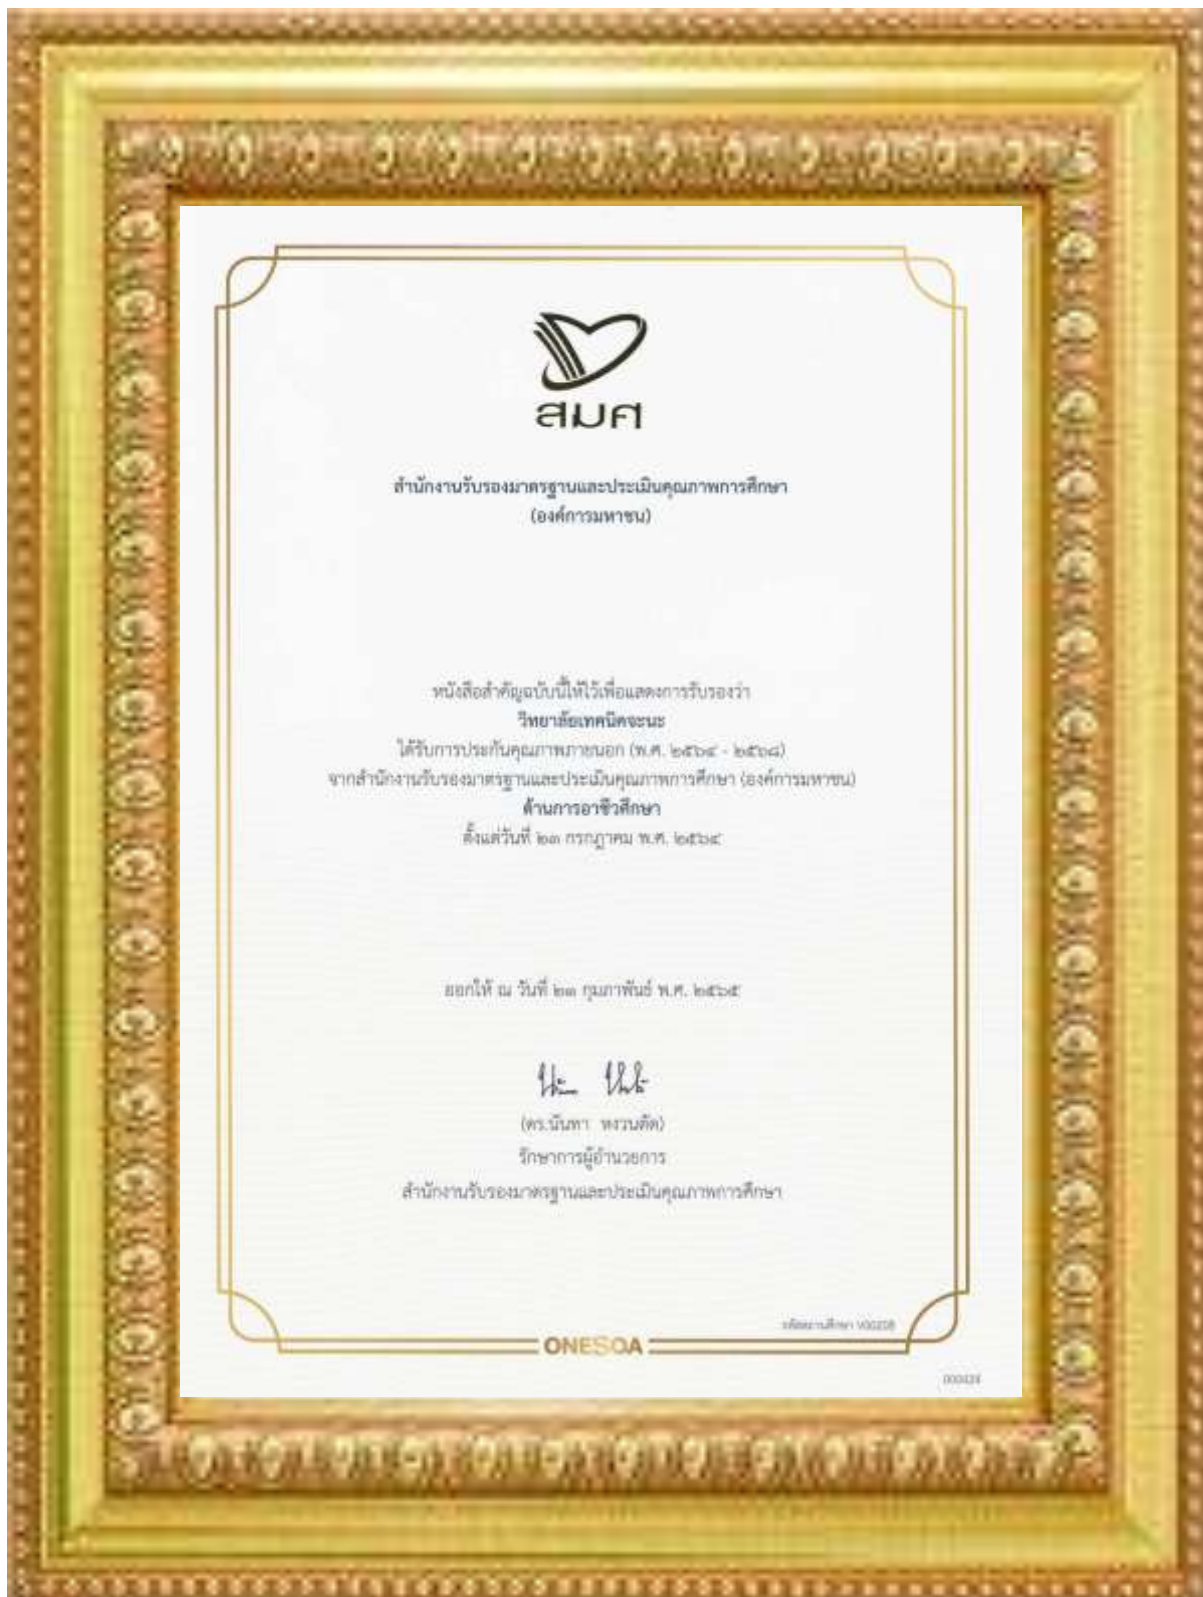 สมศ
สำนักงานรับรองมาตรฐานและประเมินคุณภาพการศึกษา
(องค์การมหาชน)
หนังสือสำคัญฉบับนี้ให้ไว้เพื่อแสดงการรับรองว่า
วิทยาลัยเทคนิคจะนะ
ได้รับการประกันคุณภาพภายนอก (พ.ศ. ๒๕๖๔ - ๒๕๖๘)
จากสำนักงานรับรองมาตรฐานและประเมินคุณภาพการศึกษา (องค์การมหาชน)
ด้านการอาชีวศึกษา
ตั้งแต่วันที่ ๒๓ กรกฎาคม พ.ศ. ๒๕๖๔
ออกให้ ณ วันที่ ๒๓ กุมภาพันธ์ พ.ศ. ๒๕๖๕
(ดร.นันทา หงวนตัด)
รักษาการผู้อำนวยการ
สำนักงานรับรองมาตรฐานและประเมินคุณภาพการศึกษา
รหัสสถานศึกษา
ONESQA
000424